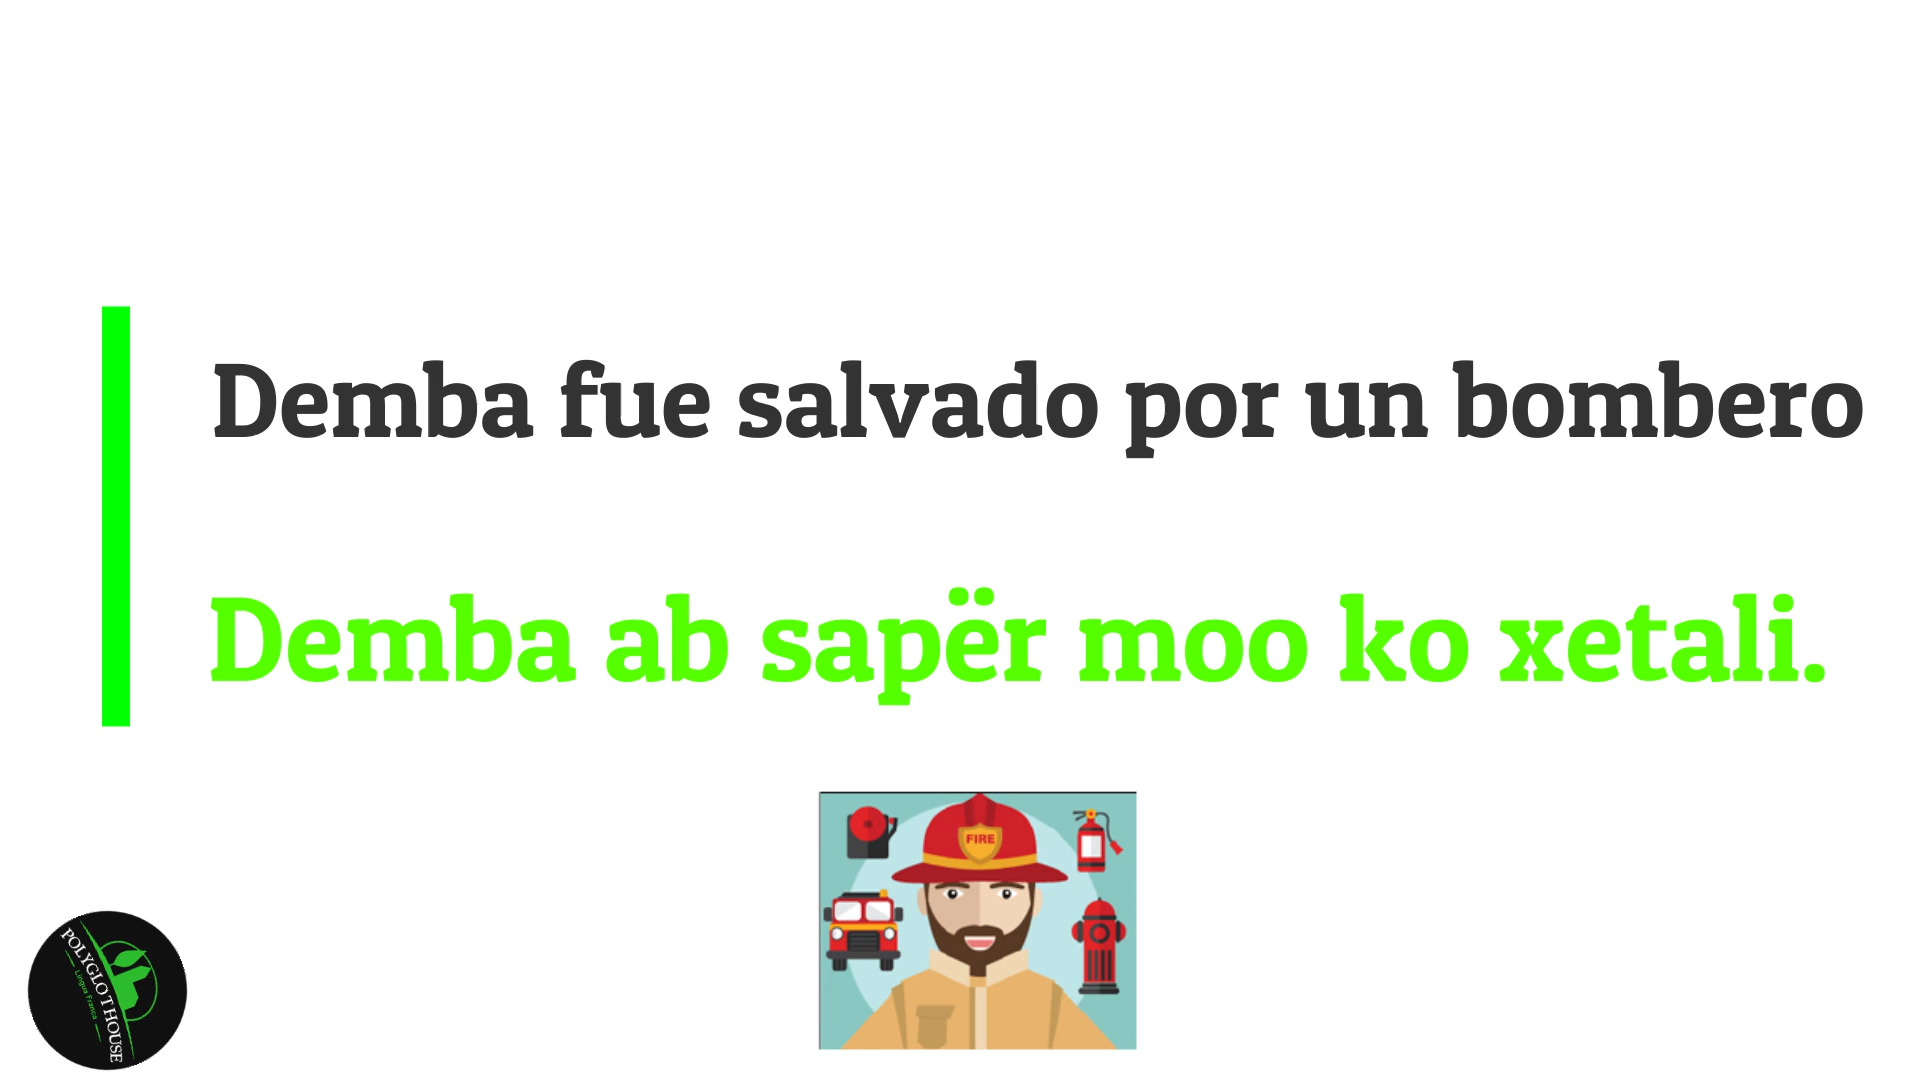 Demba fue salvado por un bombero
Demba ab sapër moo ko xetali.
FIRE
POLYGLOTHOUSE
Lingua Franca